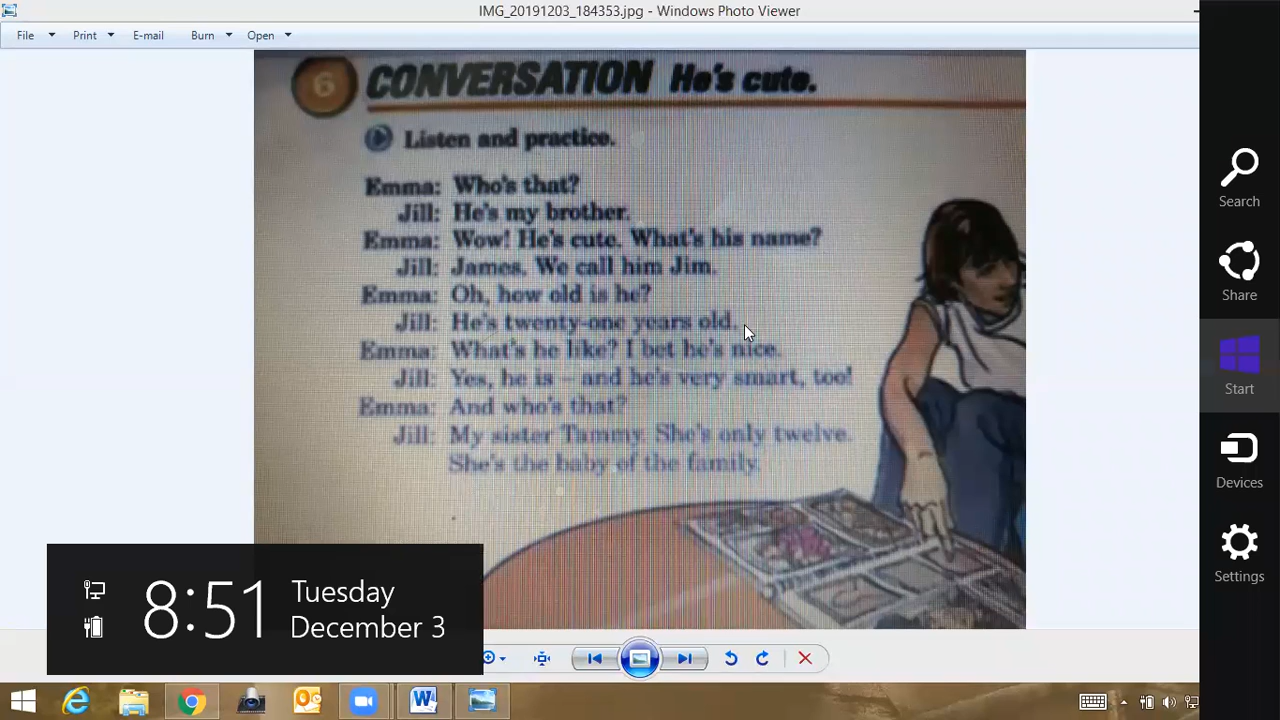 IMG_20191203_184353.jpg - Windows Photo Viewer
File Print E-mail Burn Open
6 CONVERSATION He's cute.
Listen and practice.
Emma: Who's that?
Jill: He's my brother.
Emma: Wow! He's cute. What's his name?
Jill: James. We call him Jim.
Emma: Oh, how old is he?
Jill: He's twenty-one years old.
Emma: What's he like? I bet he's nice.
Jill: Yes, he is – and he's very smart, too!
Emma: And who's that?
Jill: My sister Tammy. She's only twelve.
She's the baby of the family.
Search
Share
Start
Devices
Settings
8:51 Tuesday
December 3